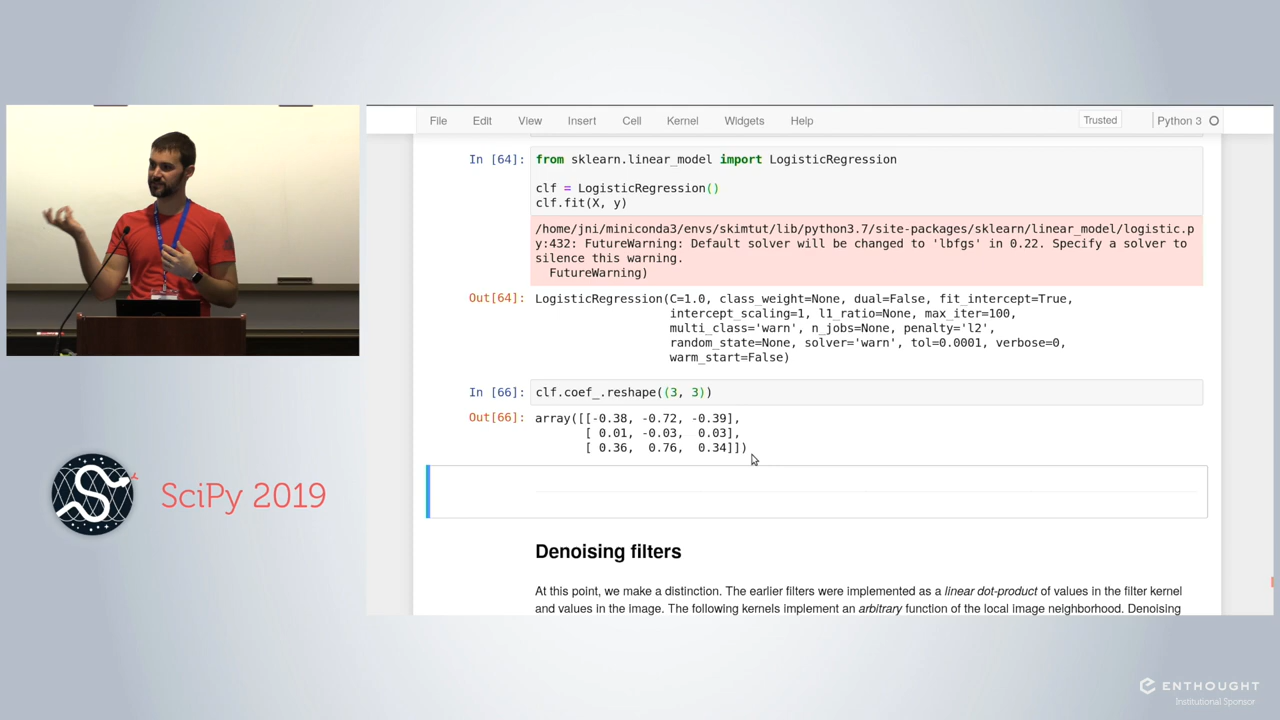 File Edit View Insert Cell Kernel Widgets Help Trusted Python 3
In [64]: from sklearn.linear_model import LogisticRegression
clf = LogisticRegression()
clf.fit(X, y)
/home/jni/miniconda3/envs/skimtut/lib/python3.7/site-packages/sklearn/linear_model/logistic.p
y:432: FutureWarning: Default solver will be changed to 'lbfgs' in 0.22. Specify a solver to
silence this warning.
FutureWarning)
Out[64]: LogisticRegression(C=1.0, class_weight=None, dual=False, fit_intercept=True,
intercept_scaling=1, l1_ratio=None, max_iter=100,
multi_class='warn', n_jobs=None, penalty='l2',
random_state=None, solver='warn', tol=0.0001, verbose=0,
warm_start=False)
In [66]: clf.coef_.reshape((3, 3))
Out[66]: array([[-0.38, -0.72, -0.39],
[ 0.01, -0.03, 0.03],
[ 0.36, 0.76, 0.34]])
Denoising filters
At this point, we make a distinction. The earlier filters were implemented as a linear dot-product of values in the filter kernel
and values in the image. The following kernels implement an arbitrary function of the local image neighborhood. Denoising
SciPy 2019
ENTHOUGHT
Institutional Sponsor